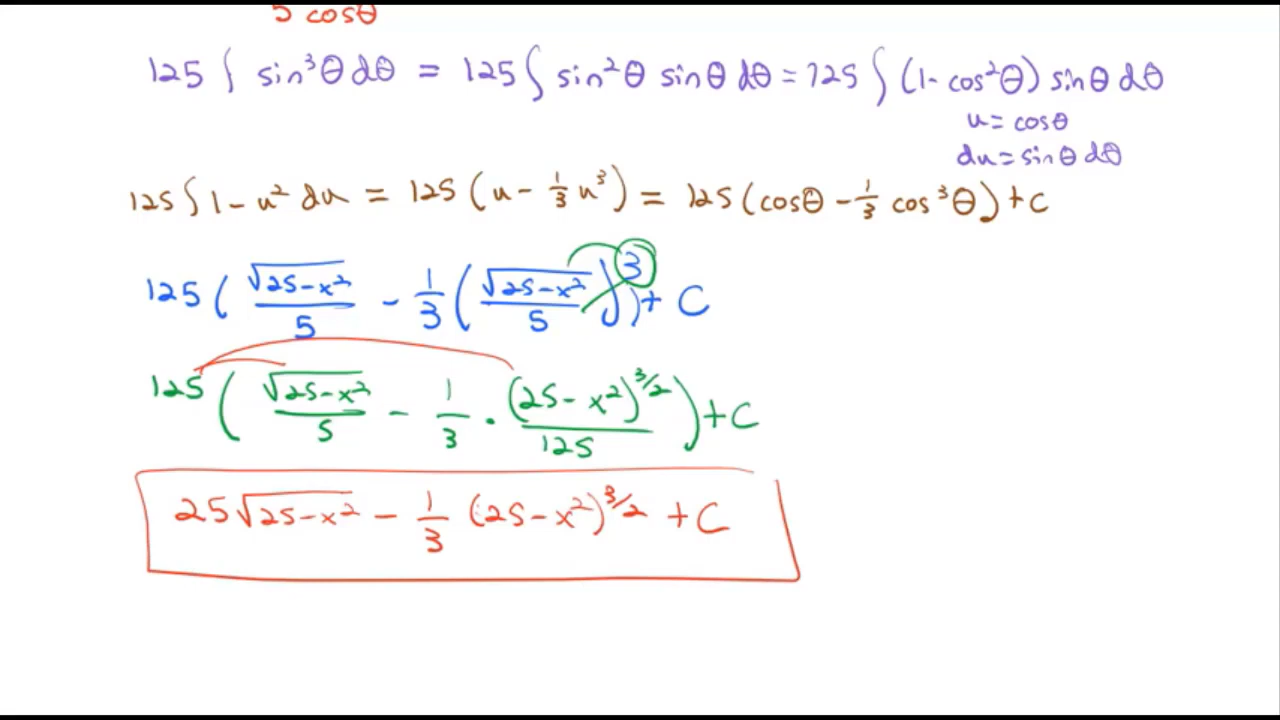 5 cosθ
125 ∫ sin³θ dθ = 125 ∫ sin²θ sinθ dθ = 125 ∫ (1 - cos²θ) sinθ dθ
u = cosθ
du = sinθ dθ
125 ∫ 1 - u² du = 125 (u - 1/3 u³) = 125 (cosθ - 1/3 cos³θ) + C
125 ( √(25-x²)/5 - 1/3 ( √(25-x²)/5 )³ ) + C
125 ( √(25-x²)/5 - 1/3 · (25-x²)^(3/2)/125 ) + C
25√(25-x²) - 1/3 (25-x²)^(3/2) + C